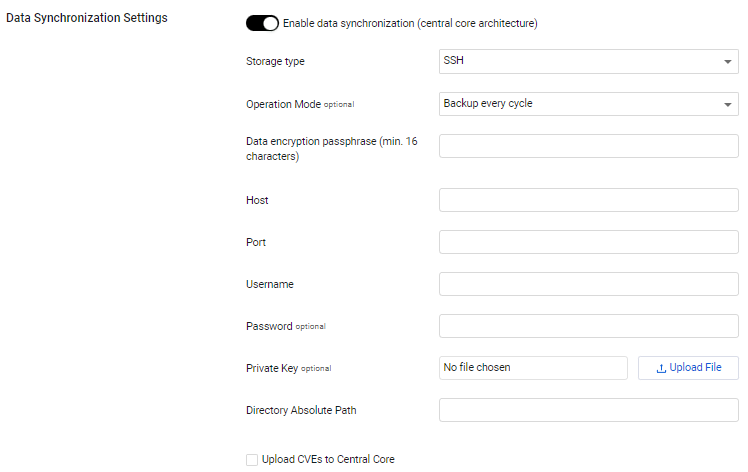 Data Synchronization Settings
Enable data synchronization (central core architecture)
Storage type
SSH
Operation Mode optional
Backup every cycle
Data encryption passphrase (min. 16
characters)
Host
Port
Username
Password optional
Private Key optional
No file chosen
Upload File
Directory Absolute Path
Upload CVEs to Central Core